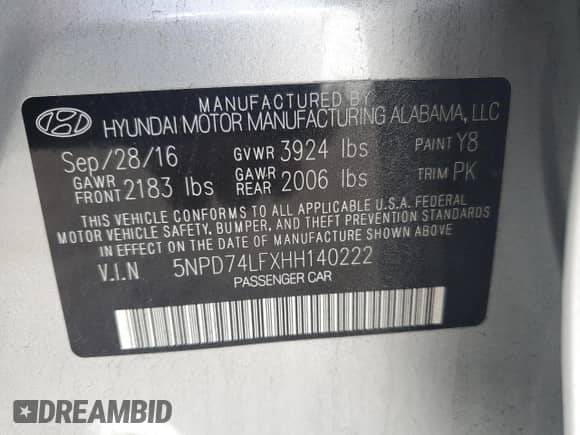 MANUFACTURED BY
HYUNDAI MOTOR MANUFACTURING ALABAMA, LLC
Sep/28/16 GVWR 3924 lbs PAINT Y8
GAWR FRONT 2183 lbs GAWR REAR 2006 lbs TRIM PK
THIS VEHICLE CONFORMS TO ALL APPLICABLE U.S.A. FEDERAL
MOTOR VEHICLE SAFETY, BUMPER, AND THEFT PREVENTION STANDARDS
IN EFFECT ON THE DATE OF MANUFACTURE SHOWN ABOVE.
V.I.N 5NPD74LFXHH140222
PASSENGER CAR
DREAMBID